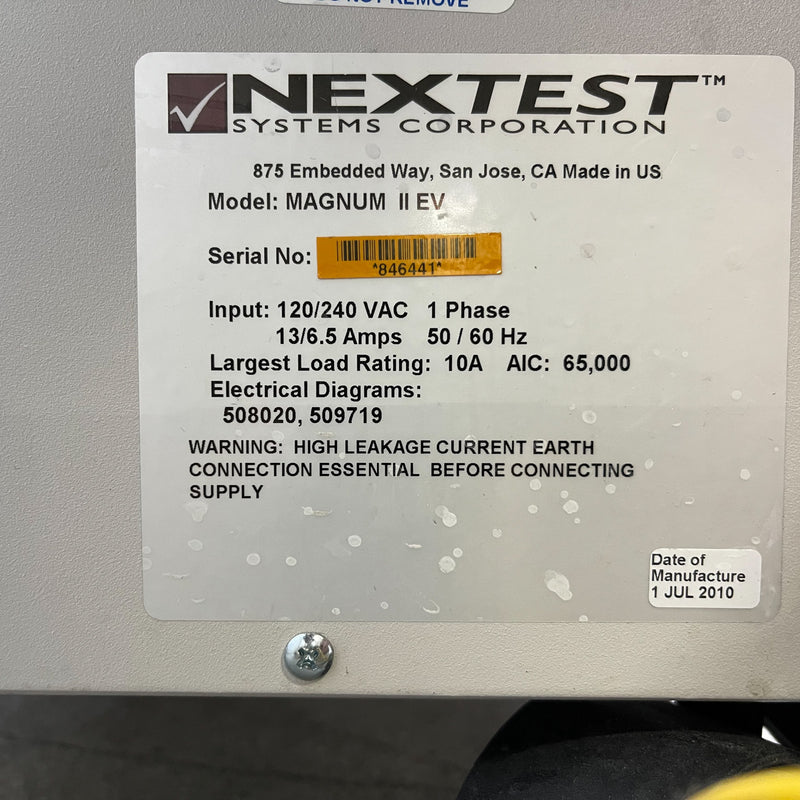 NOT REMOVE
NEXTEST™
SYSTEMS CORPORATION
875 Embedded Way, San Jose, CA Made in US
Model: MAGNUM II EV
Serial No:
*846441*
Input: 120/240 VAC 1 Phase
13/6.5 Amps 50 / 60 Hz
Largest Load Rating: 10A AIC: 65,000
Electrical Diagrams:
508020, 509719
WARNING: HIGH LEAKAGE CURRENT EARTH
CONNECTION ESSENTIAL BEFORE CONNECTING
SUPPLY
Date of
Manufacture
1 JUL 2010